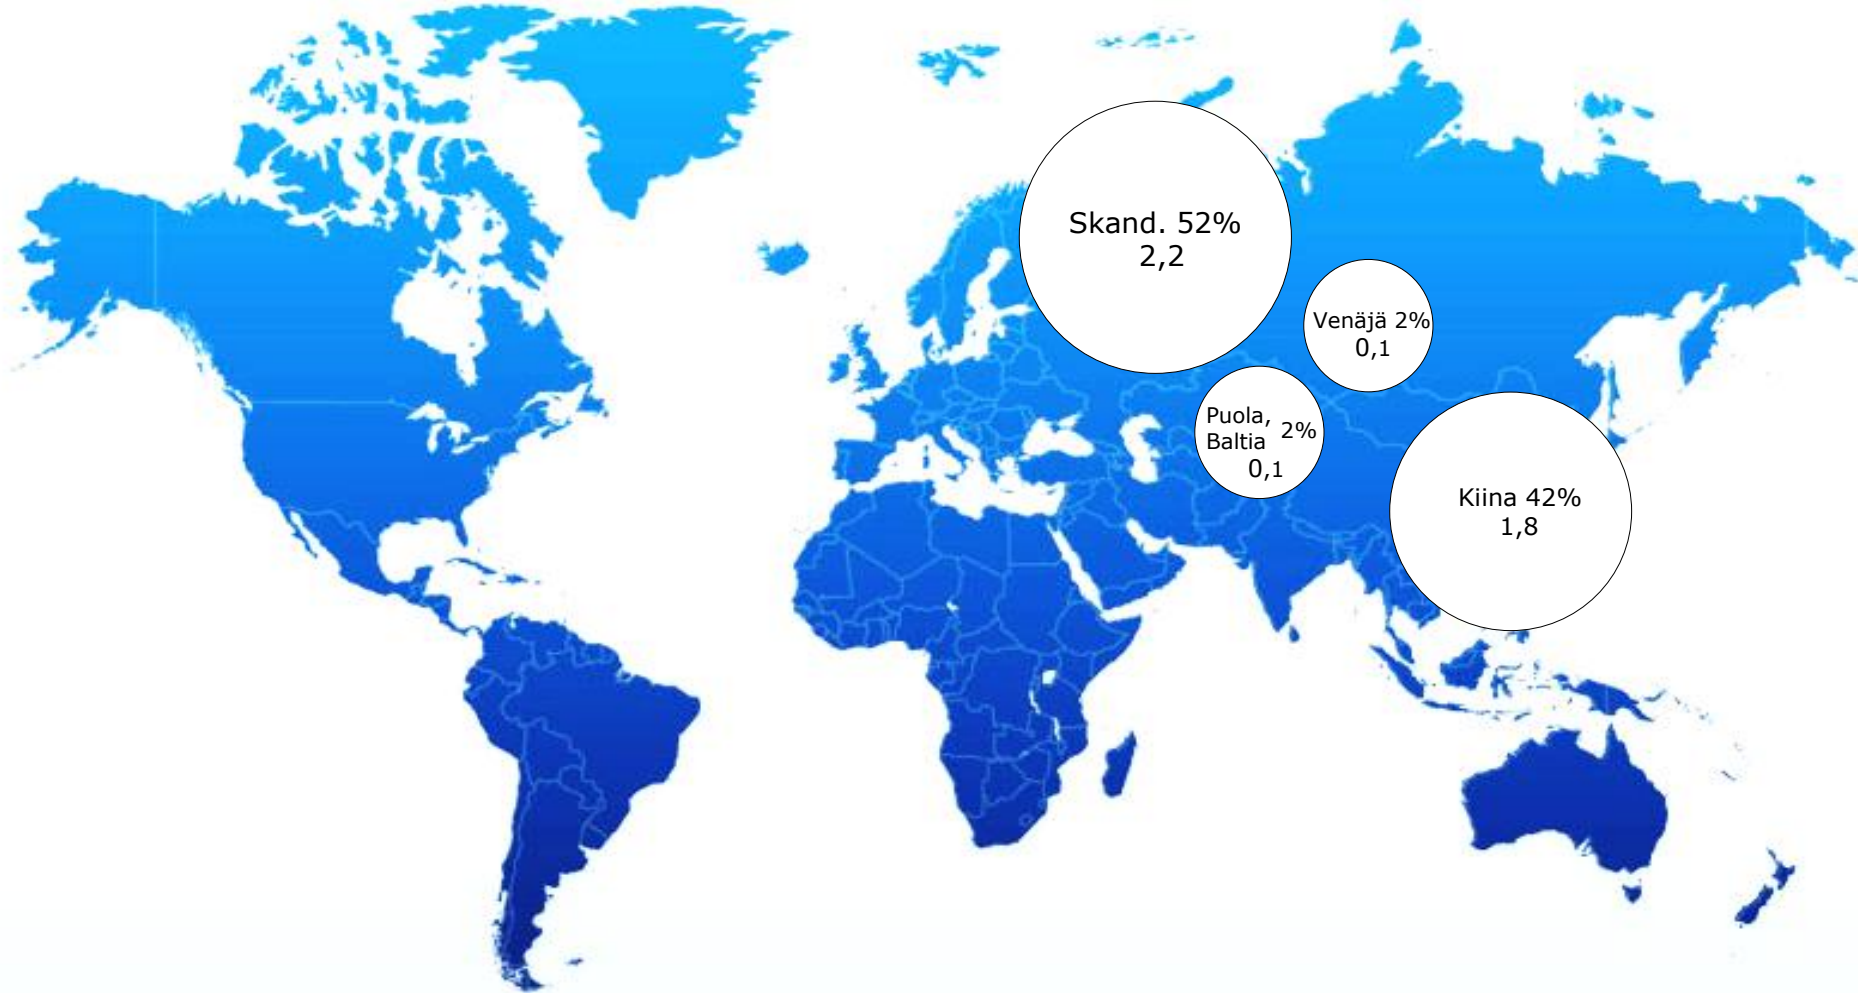 Skand. 52%
2,2
Venäjä 2%
0,1
Puola,
Baltia 2%
0,1
Kiina 42%
1,8